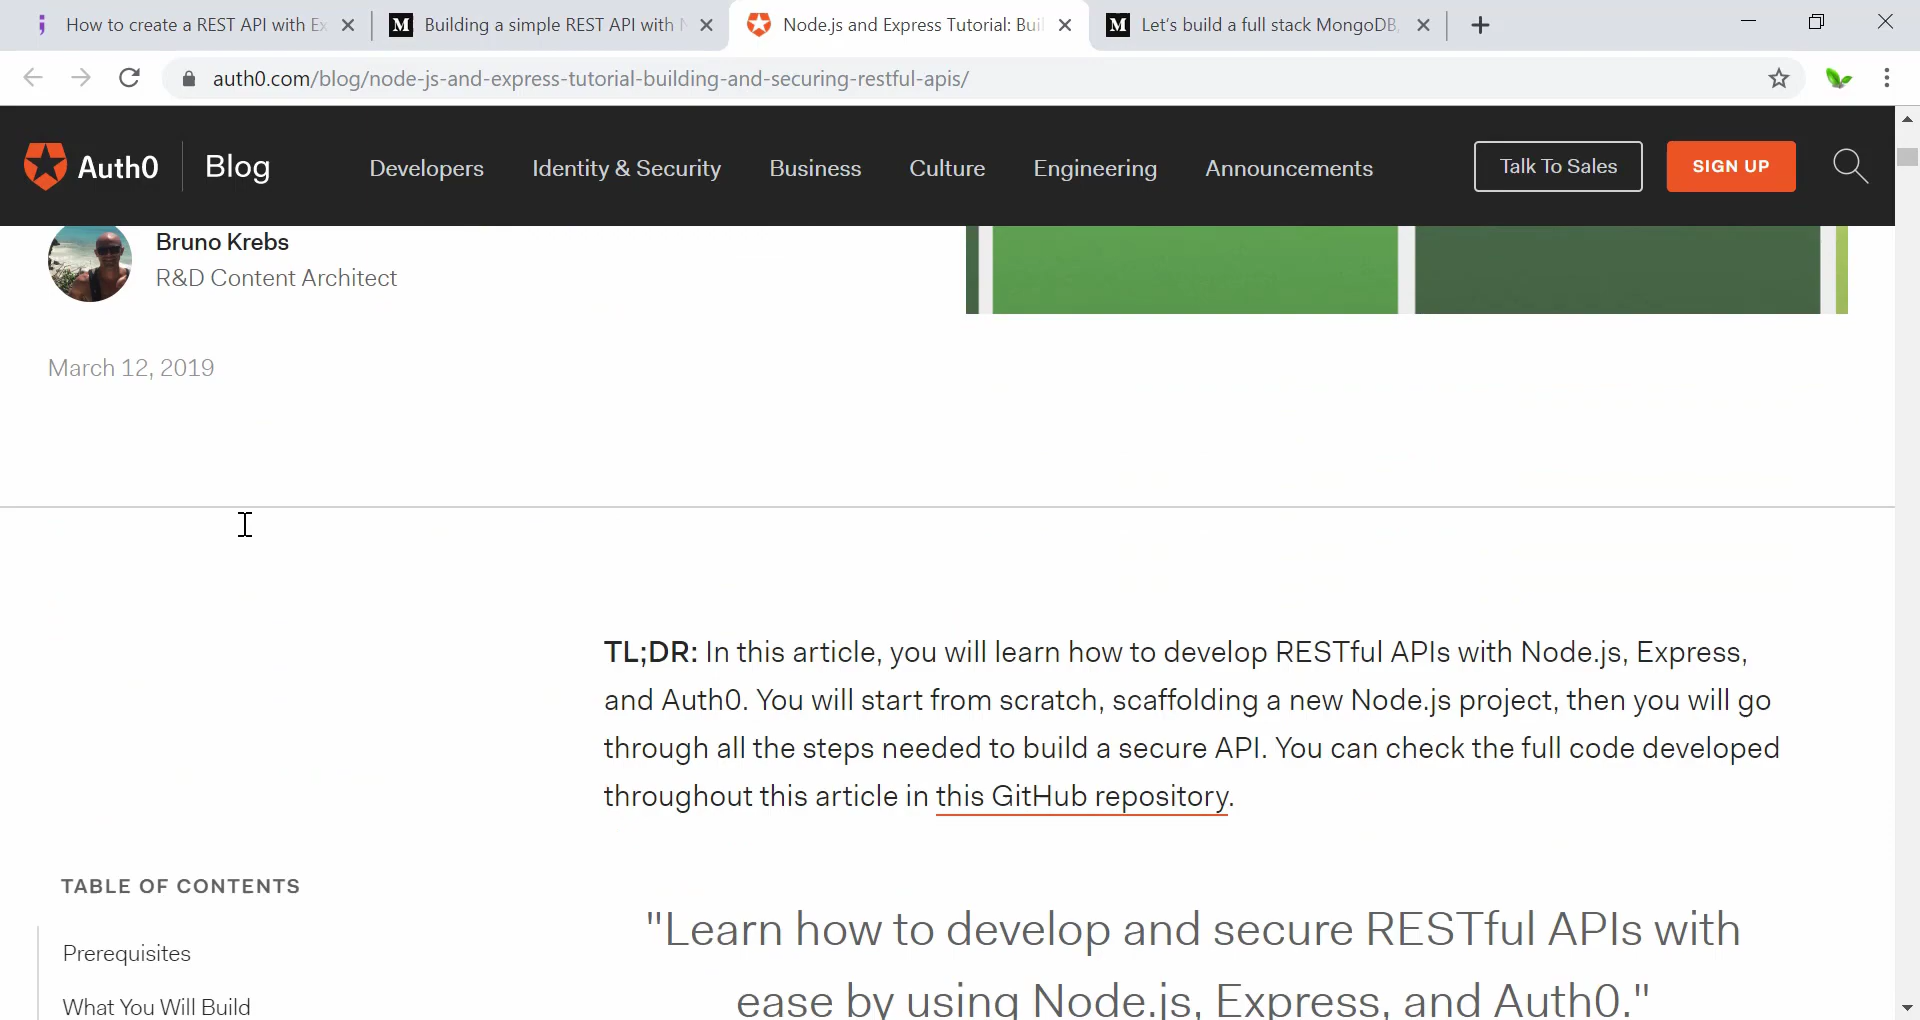 How to create a REST API with Ex
Building a simple REST API with N
Node.js and Express Tutorial: Buil
Let's build a full stack MongoDB,
auth0.com/blog/node-js-and-express-tutorial-building-and-securing-restful-apis/
Auth0
Blog
Developers
Identity & Security
Business
Culture
Engineering
Announcements
Talk To Sales
SIGN UP
Bruno Krebs
R&D Content Architect
March 12, 2019
TL;DR: In this article, you will learn how to develop RESTful APIs with Node.js, Express,
and Auth0. You will start from scratch, scaffolding a new Node.js project, then you will go
through all the steps needed to build a secure API. You can check the full code developed
throughout this article in this GitHub repository.
TABLE OF CONTENTS
Prerequisites
What You Will Build
"Learn how to develop and secure RESTful APIs with
ease by using Node.js, Express, and Auth0."